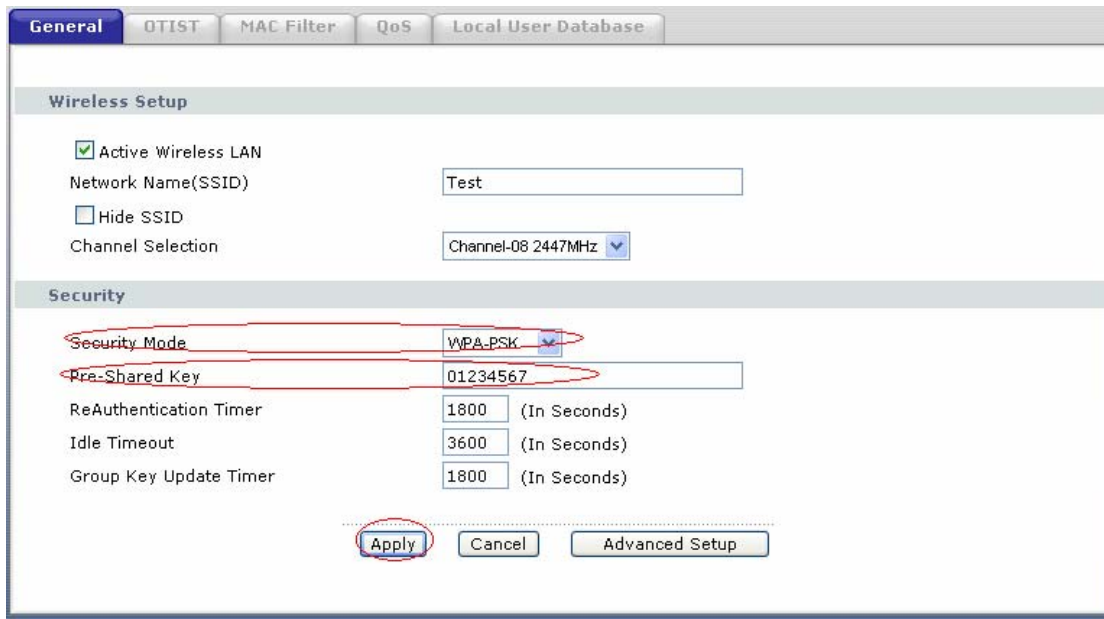 General OTIST MAC Filter QoS Local User Database
Wireless Setup
Active Wireless LAN
Network Name(SSID) Test
Hide SSID
Channel Selection Channel-08 2447MHz
Security
Security Mode WPA-PSK
Pre-Shared Key 01234567
ReAuthentication Timer 1800 (In Seconds)
Idle Timeout 3600 (In Seconds)
Group Key Update Timer 1800 (In Seconds)
Apply Cancel Advanced Setup